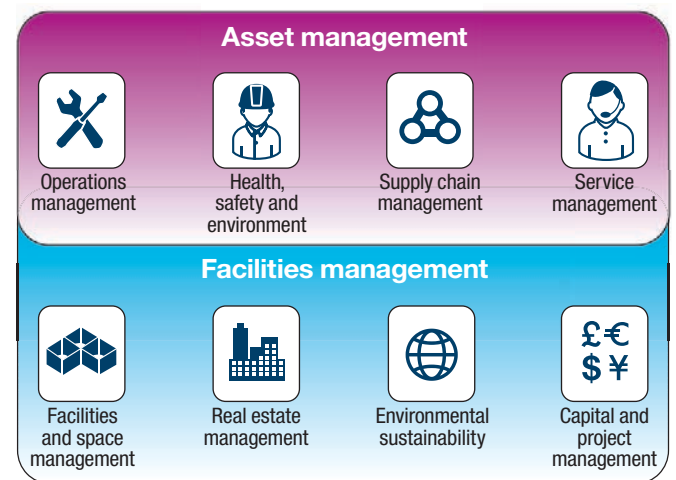 Asset management
Operations
management
Health,
safety and
environment
Supply chain
management
Service
management
Facilities management
£€
$¥
Facilities
and space
management
Real estate
management
Environmental
sustainability
Capital and
project
management